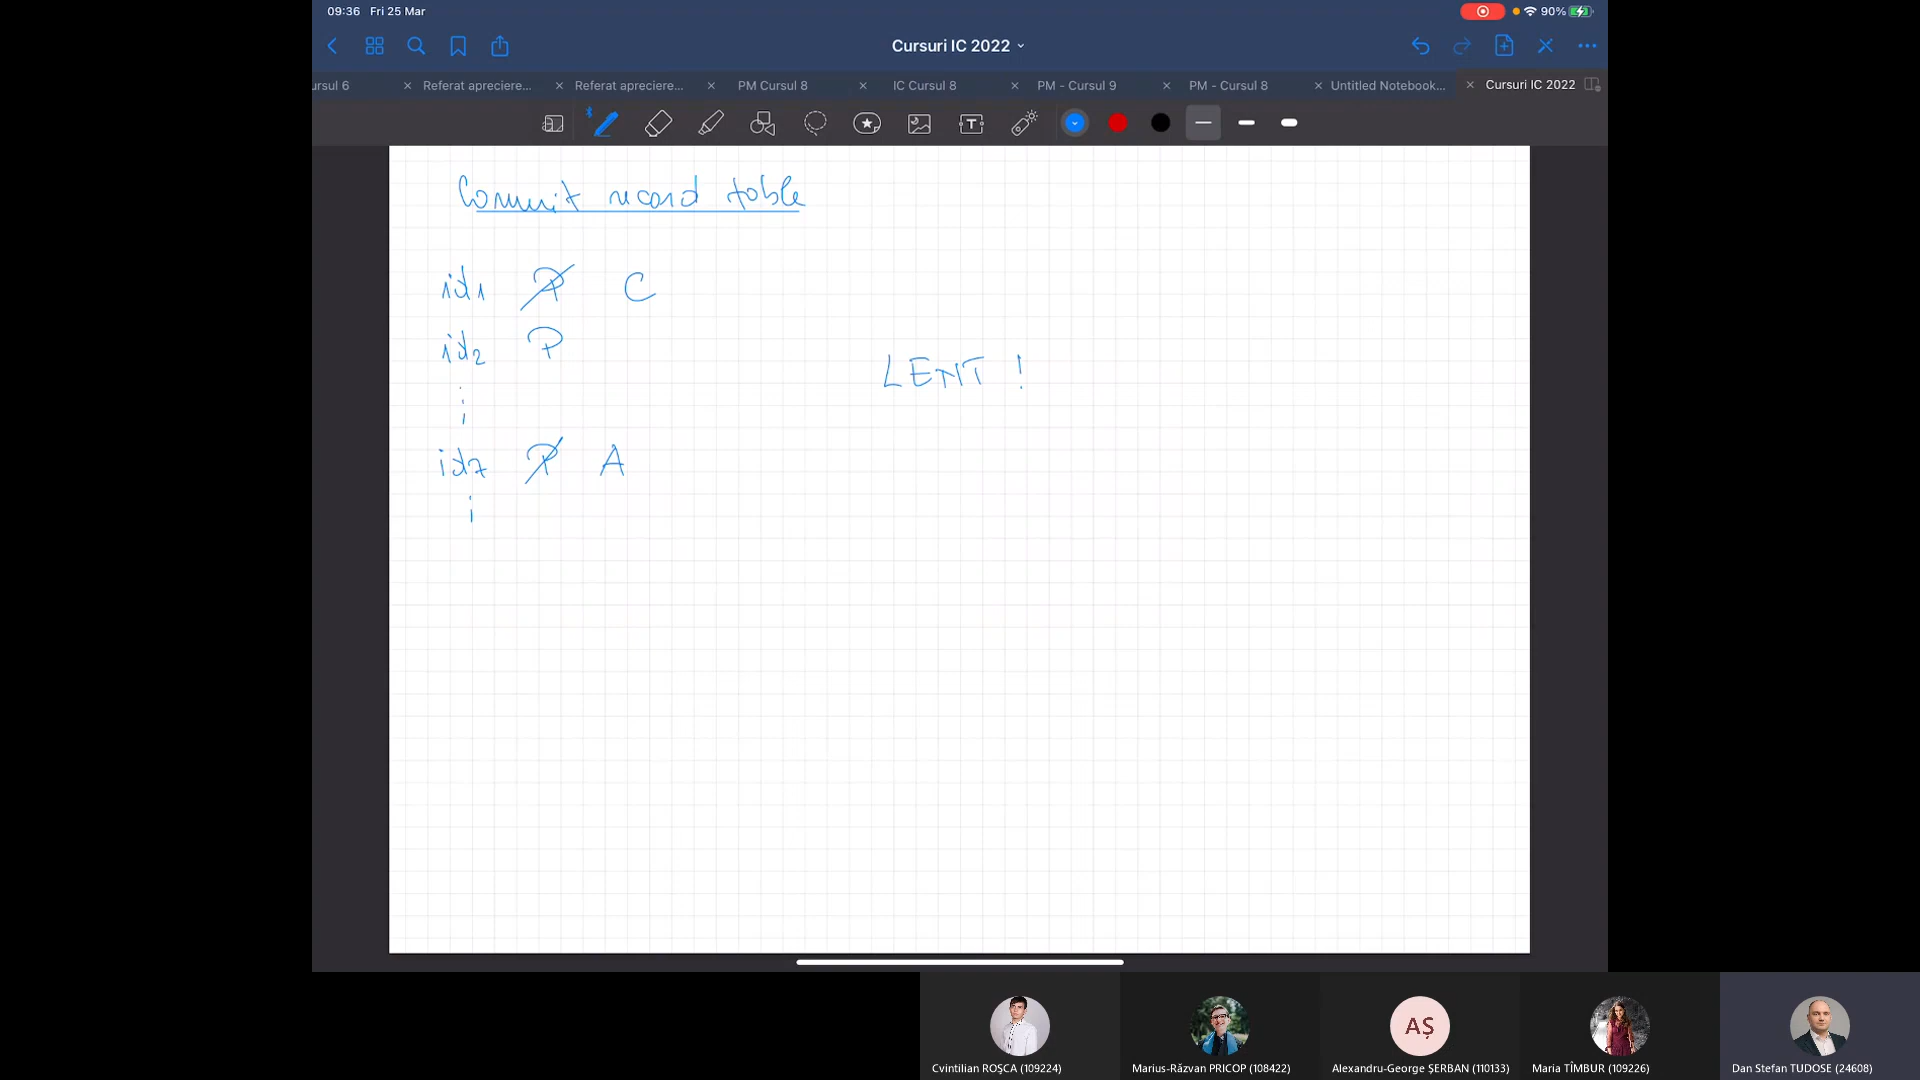 09:36 Fri 25 Mar
90%
Cursuri IC 2022
ursul 6
Referat apreciere...
Referat apreciere...
PM Cursul 8
IC Cursul 8
PM - Cursul 9
PM - Cursul 8
Untitled Notebook...
Cursuri IC 2022
Commit record table
id1 P C
id2 P
LENT !
id7 P A
AȘ
Cvintilian ROȘCA (109224)
Marius-Răzvan PRICOP (108422)
Alexandru-George ȘERBAN (110133)
Maria TÎMBUR (109226)
Dan Stefan TUDOSE (24608)